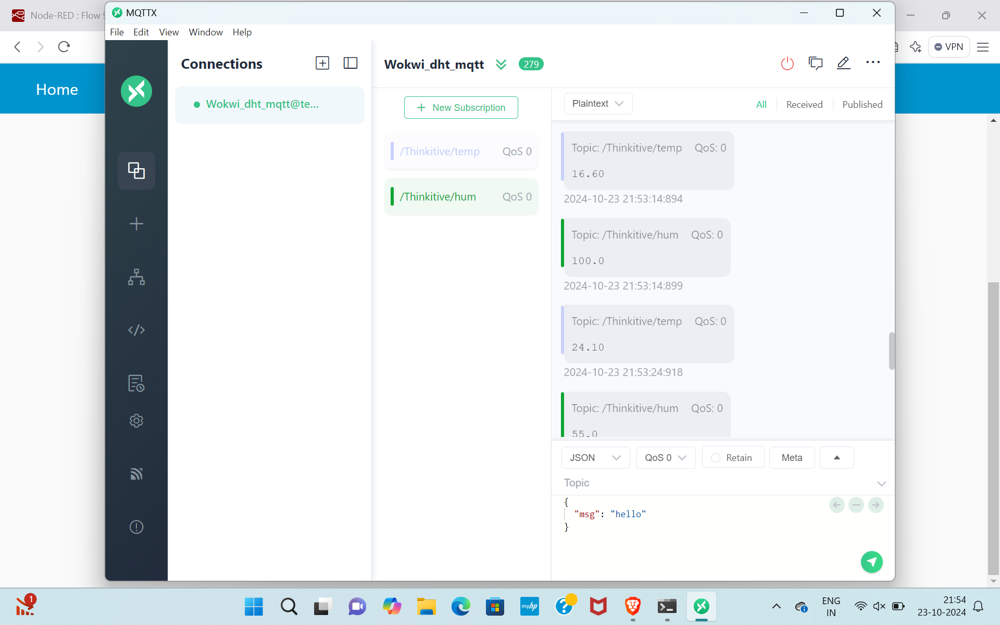 Node-RED : Flow
MQTTX
File Edit View Window Help
VPN
Home
Connections
Wokwi_dht_mqtt@te...
Wokwi_dht_mqtt 279
New Subscription
/Thinkitive/temp QoS 0
/Thinkitive/hum QoS 0
Plaintext
All Received Published
Topic: /Thinkitive/temp QoS: 0
16.60
2024-10-23 21:53:14:894
Topic: /Thinkitive/hum QoS: 0
100.0
2024-10-23 21:53:14:899
Topic: /Thinkitive/temp QoS: 0
24.10
2024-10-23 21:53:24:918
Topic: /Thinkitive/hum QoS: 0
55.0
JSON QoS 0 Retain Meta
Topic
{
"msg": "hello"
}
1
myhp
ENG
IN
21:54
23-10-2024